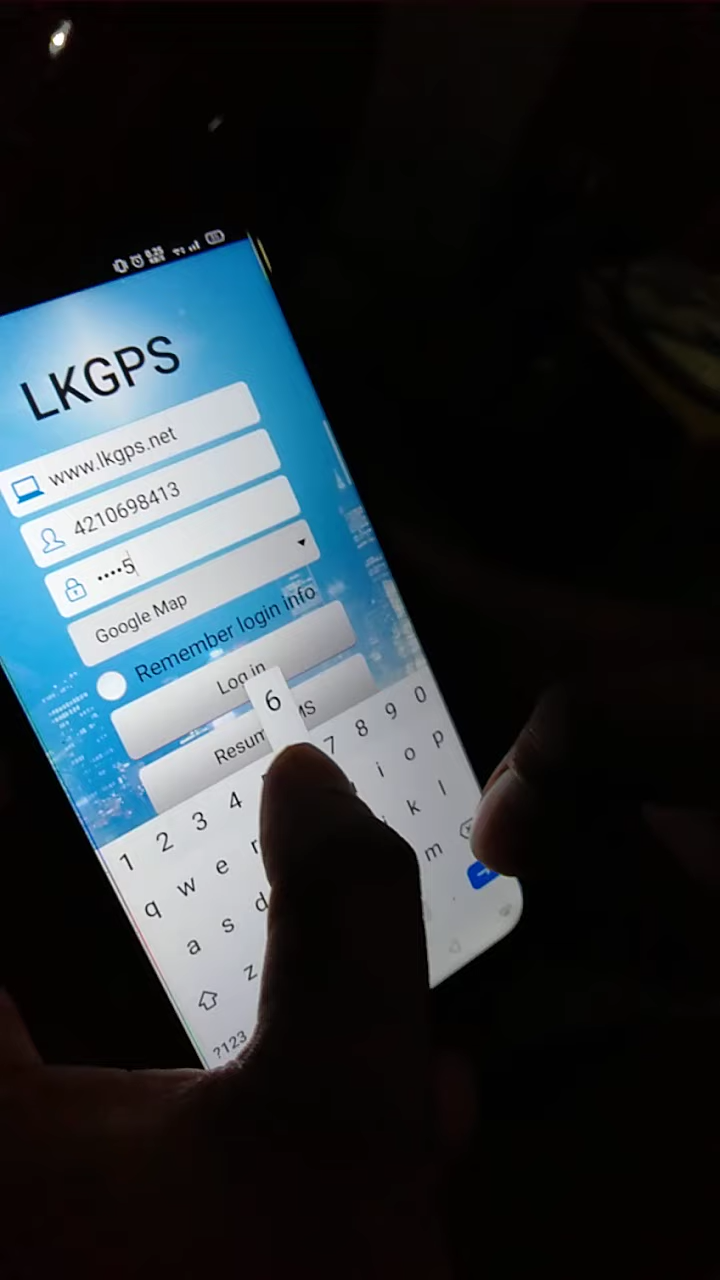 LKGPS
www.lkgps.net
4210698413
••••5
Google Map
Remember login info
Log in
6
1 2 3 4 7 8 9 0
q w e r i o p
a s d k l
z m
?123